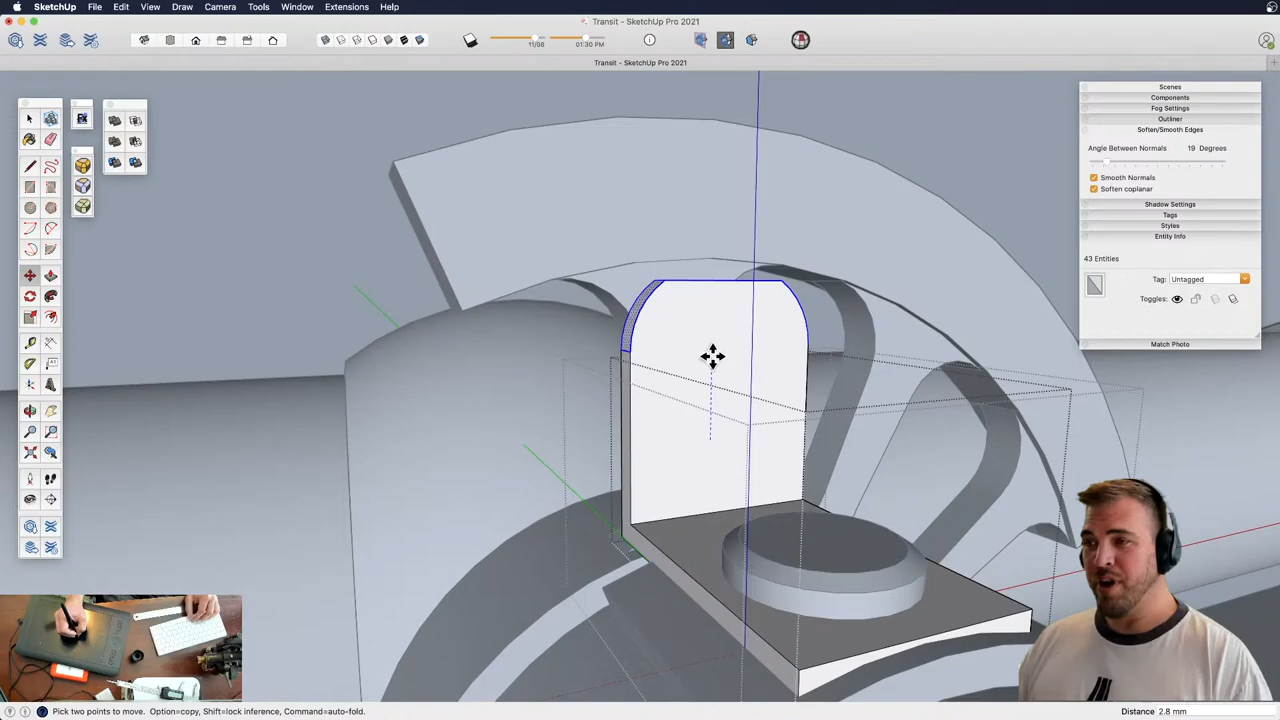 SketchUp File Edit View Draw Camera Tools Window Extensions Help
Transit - SketchUp Pro 2021
11/08 01:30 PM
Transit - SketchUp Pro 2021
Scenes
Components
Fog Settings
Outliner
Soften/Smooth Edges
Angle Between Normals 19 Degrees
Smooth Normals
Soften coplanar
Shadow Settings
Tags
Styles
Entity Info
43 Entities
Tag: Untagged
Toggles:
Match Photo
Pick two points to move. Option=copy, Shift=lock inference, Command=auto-fold.
Distance 2.8 mm